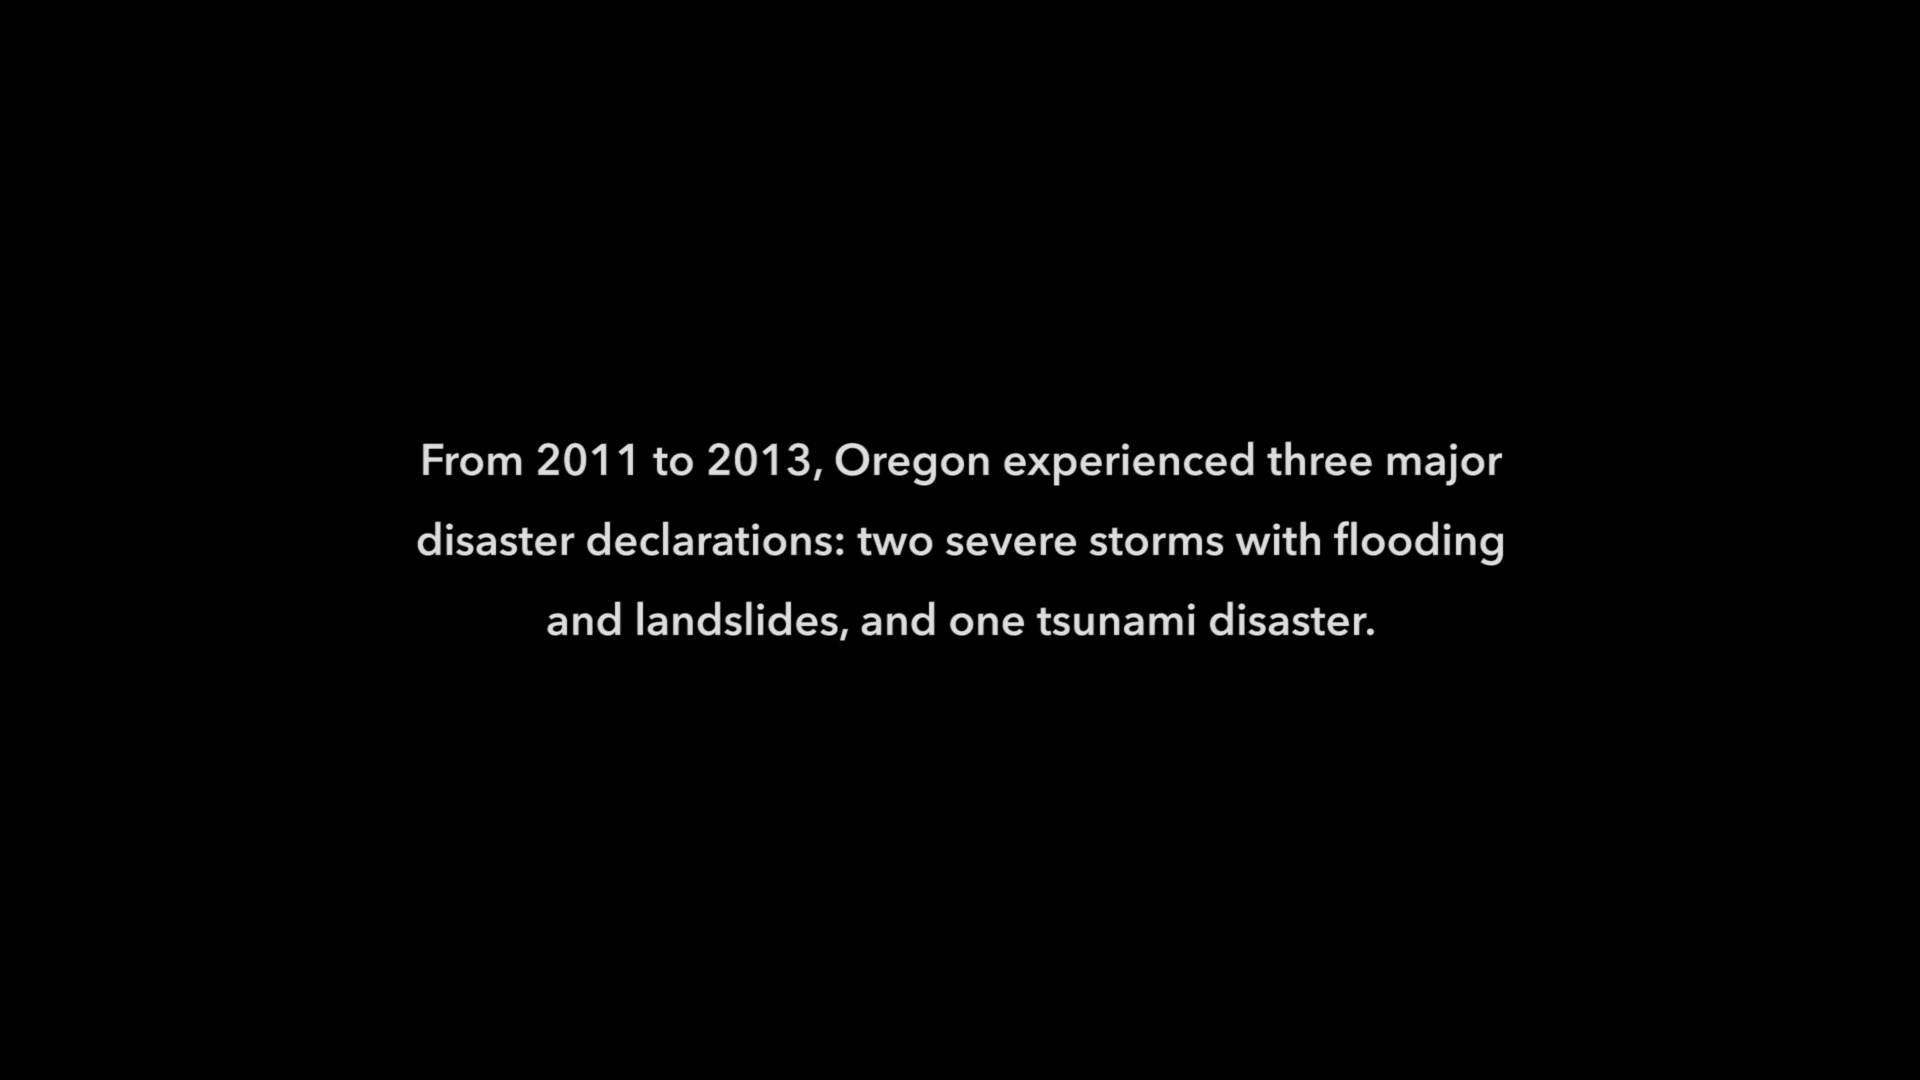 From 2011 to 2013, Oregon experienced three major
disaster declarations: two severe storms with flooding
and landslides, and one tsunami disaster.